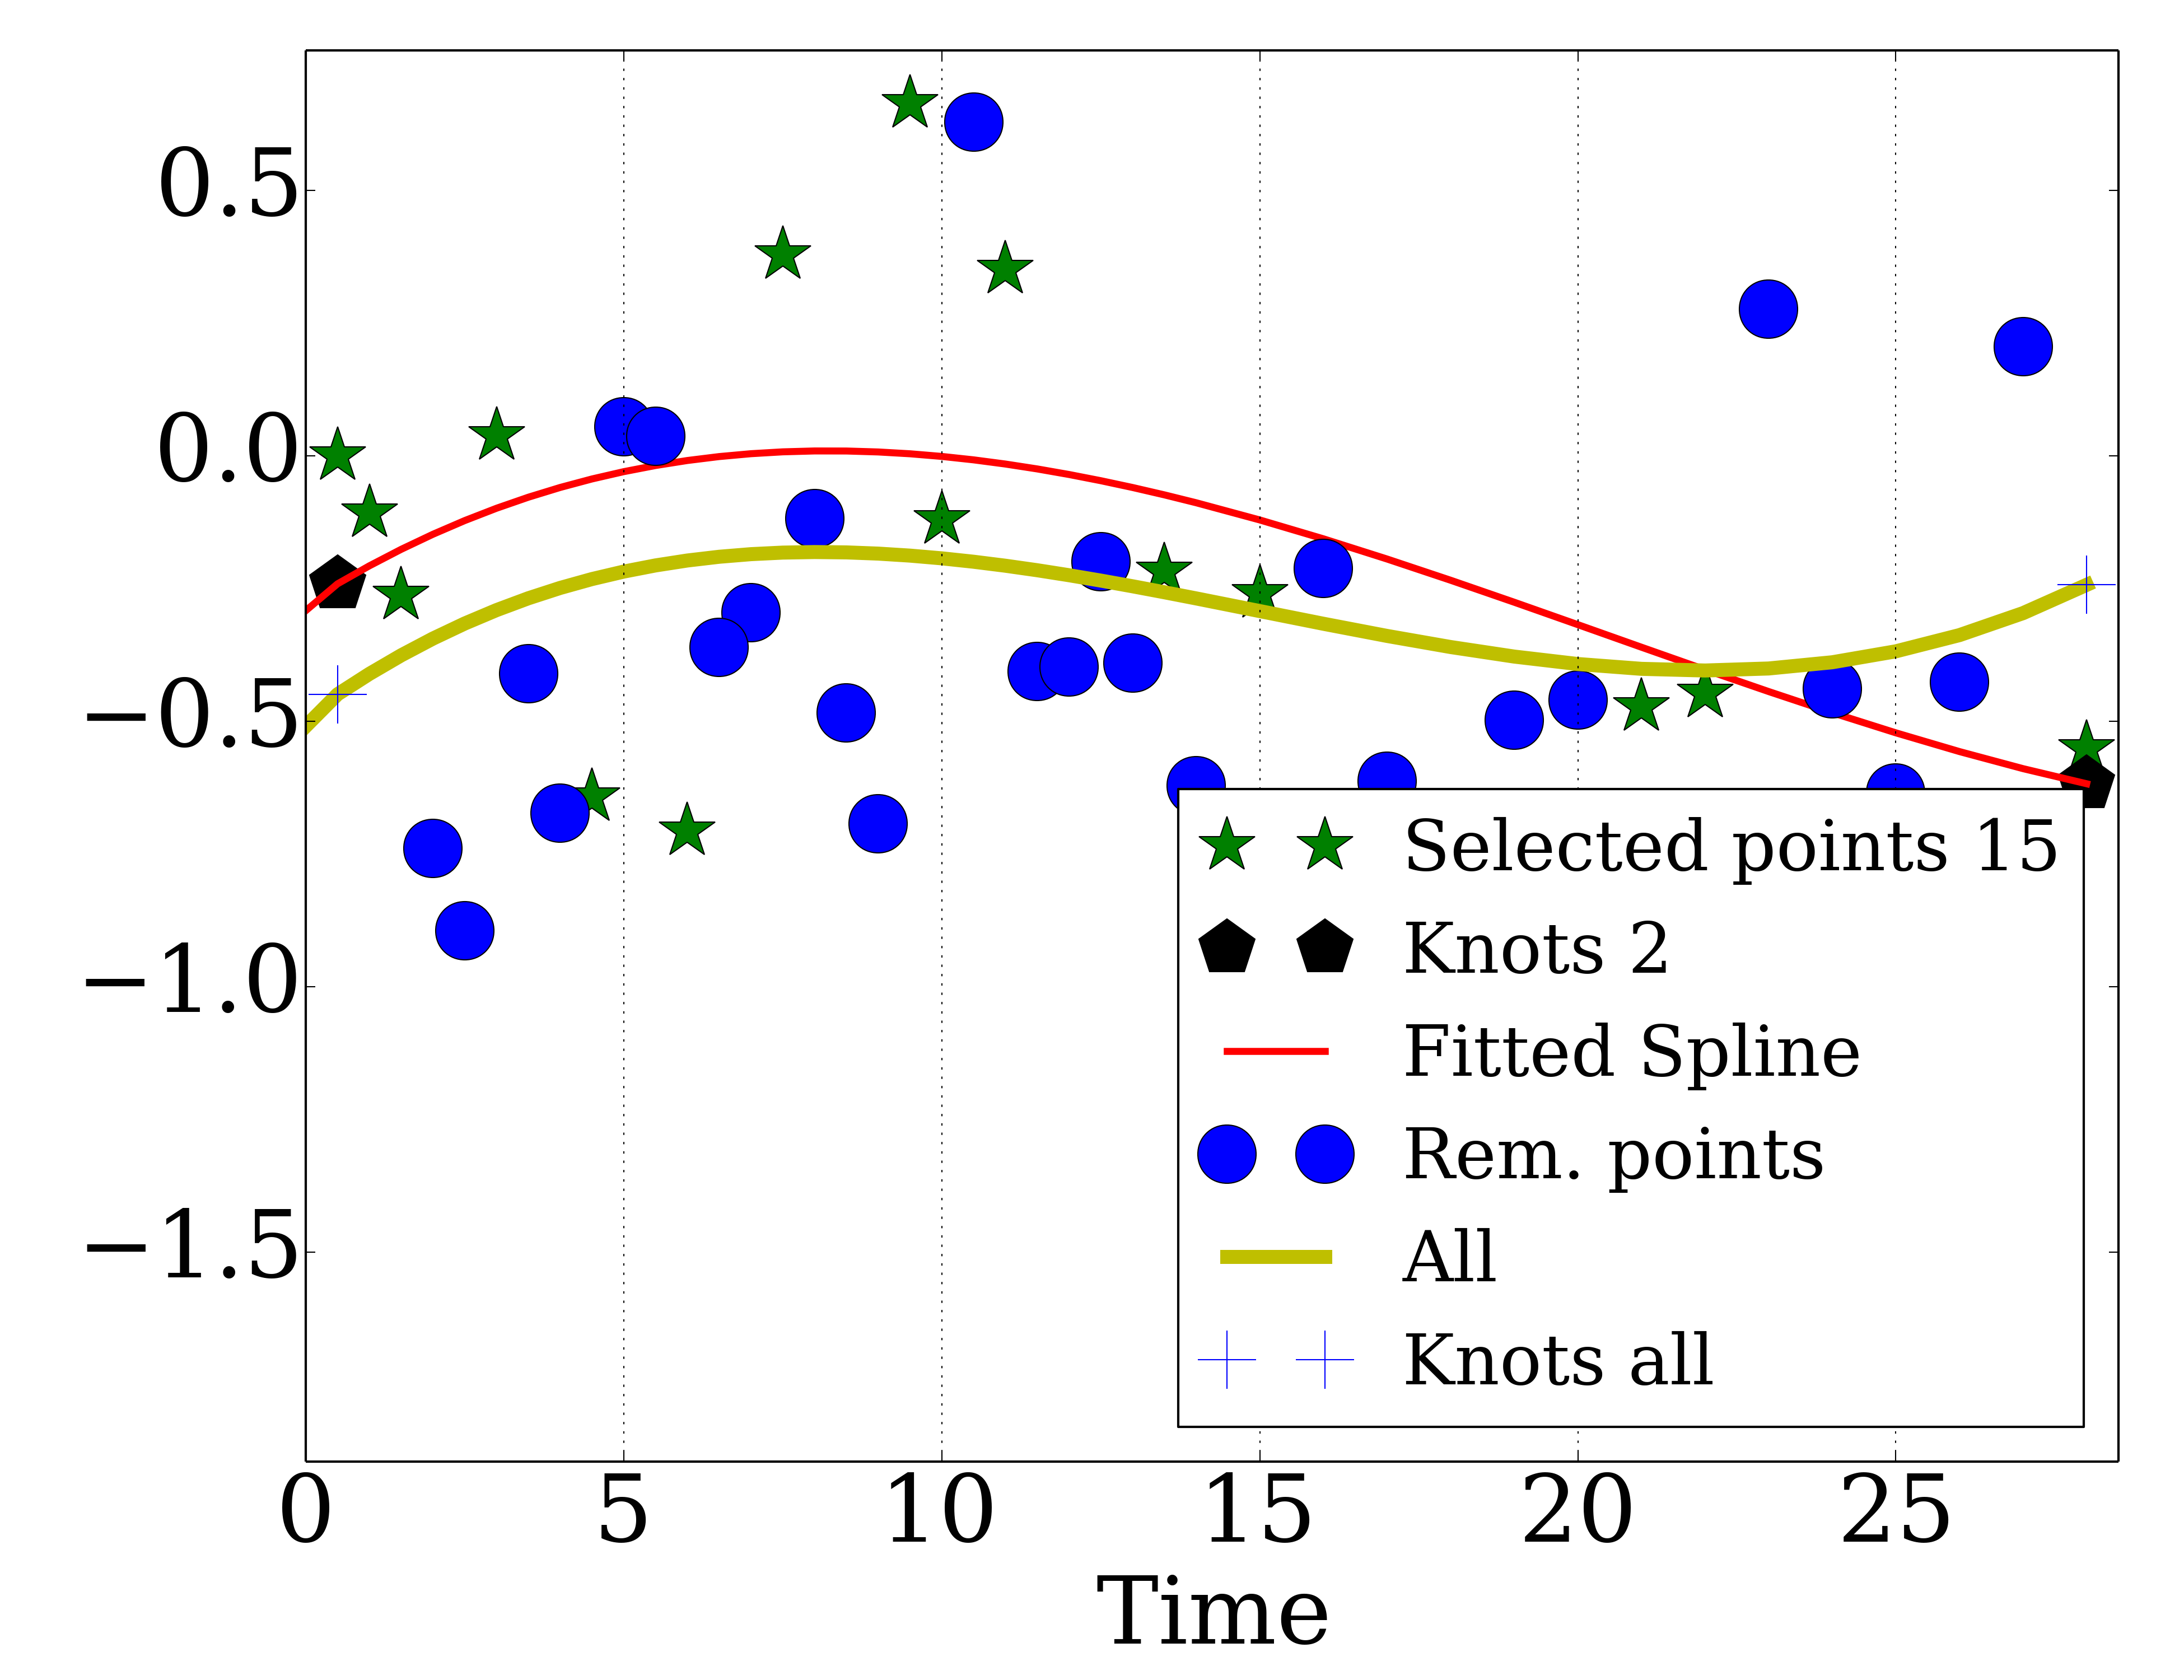 0.5
0.0
−0.5
−1.0
−1.5
Selected points 15
Knots 2
Fitted Spline
Rem. points
All
Knots all
0 5 10 15 20 25
Time